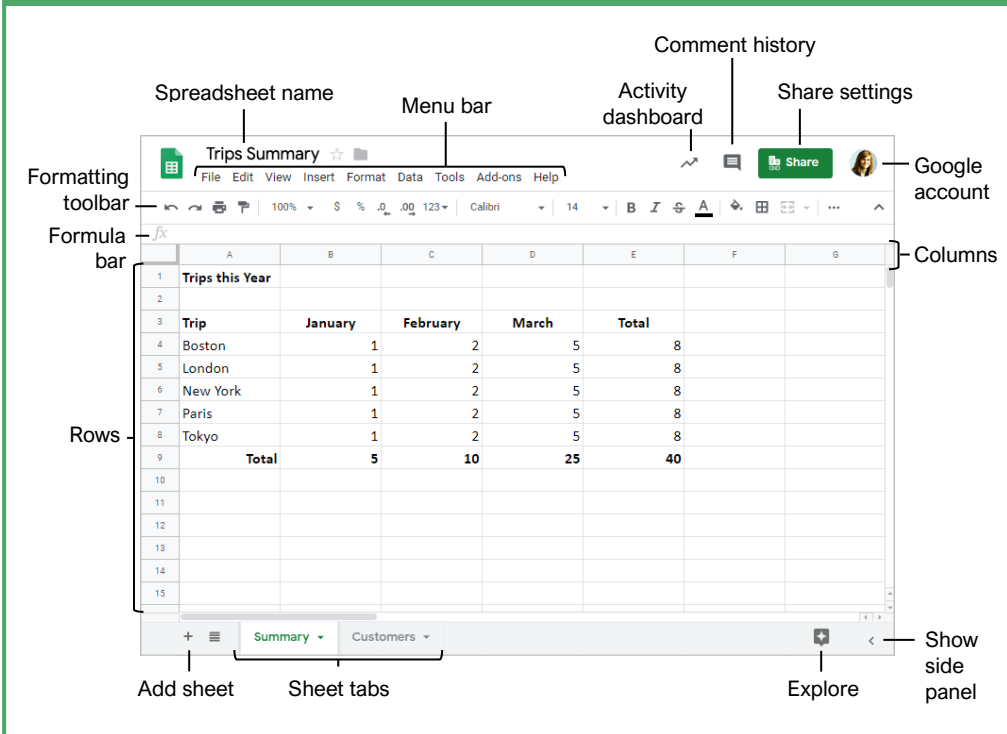 Comment history
Spreadsheet name
Menu bar
Activity
dashboard
Share settings
Trips Summary
Share
Google
account
File Edit View Insert Format Data Tools Add-ons Help
Formatting
toolbar
100% $ % .0 .00 123 Calibri 14 B I S A ...
Formula
bar
fx
Columns
A B C D E F G
1 Trips this Year
2
3 Trip January February March Total
4 Boston 1 2 5 8
5 London 1 2 5 8
6 New York 1 2 5 8
7 Paris 1 2 5 8
Rows
8 Tokyo 1 2 5 8
9 Total 5 10 25 40
10
11
12
13
14
15
+ Summary Customers
Show
side
panel
Add sheet
Sheet tabs
Explore